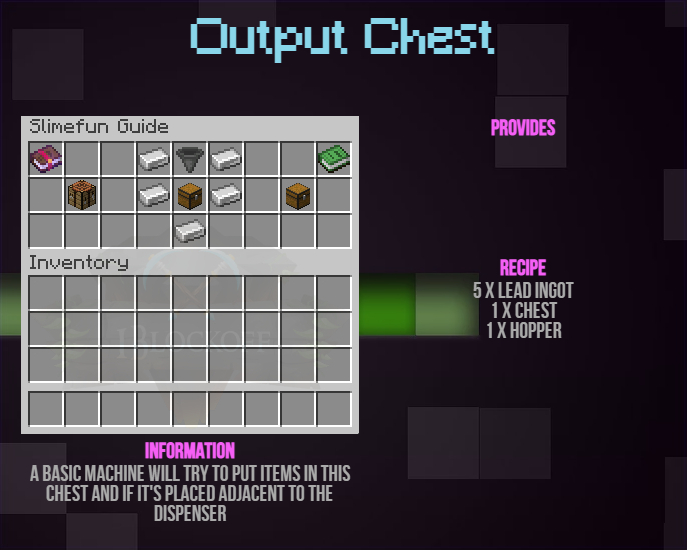 Output Chest
Slimefun Guide
PROVIDES
Inventory
RECIPE
5 X LEAD INGOT
1 X CHEST
1 X HOPPER
INFORMATION
A BASIC MACHINE WILL TRY TO PUT ITEMS IN THIS
CHEST AND IF IT'S PLACED ADJACENT TO THE
DISPENSER